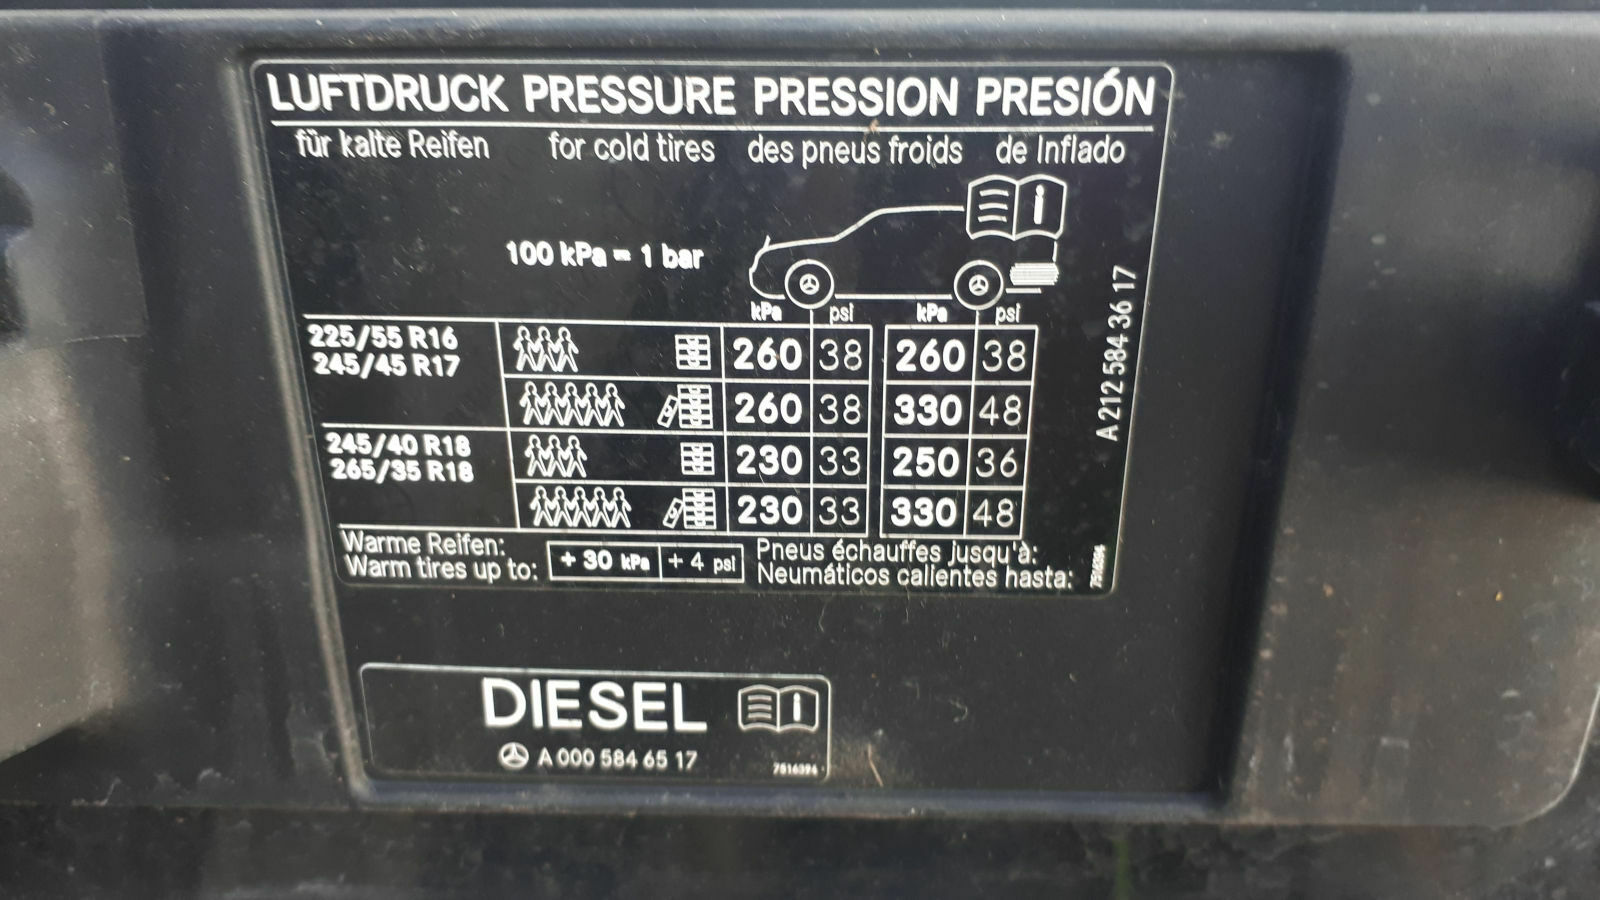 LUFTDRUCK PRESSURE PRESSION PRESIÓN
für kalte Reifen for cold tires des pneus froids de Inflado
100 kPa = 1 bar
kPa psi kPa psi
225/55 R16 260 38 260 38
245/45 R17
260 38 330 48
245/40 R18 230 33 250 36
265/35 R18
230 33 330 48
Warme Reifen: Pneus échauffes jusqu'à:
Warm tires up to: + 30 kPa + 4 psi Neumáticos calientes hasta:
A 212 584 36 17
DIESEL
A 000 584 65 17
7516394